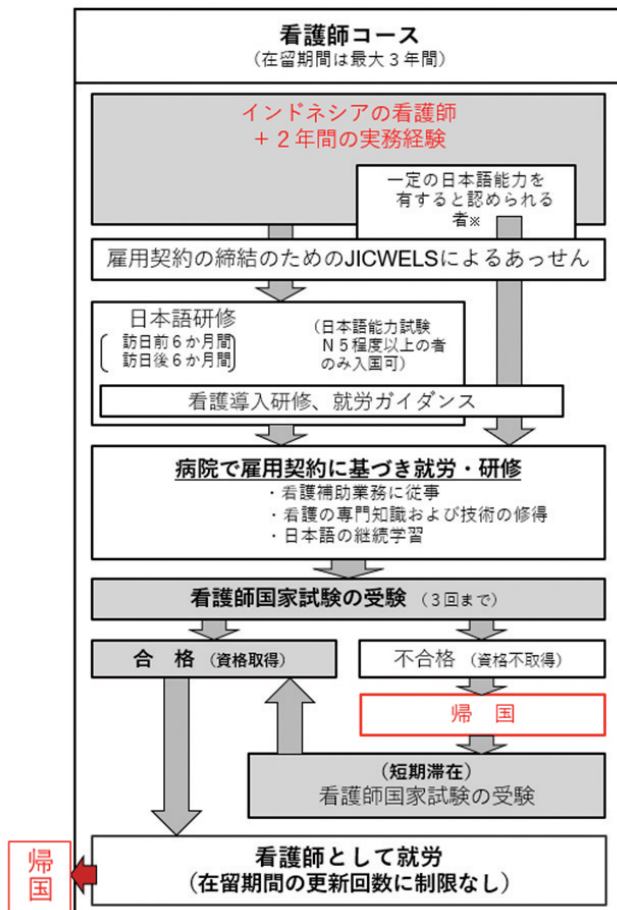 看護師コース
(在留期間は最大３年間)
インドネシアの看護師
+ ２年間の実務経験
一定の日本語能力を
有すると認められる
者※
雇用契約の締結のためのJICWELSによるあっせん
日本語研修
訪日前６か月間
訪日後６か月間
（日本語能力試験
Ｎ５程度以上の者
のみ入国可）
看護導入研修、就労ガイダンス
病院で雇用契約に基づき就労・研修
・看護補助業務に従事
・看護の専門知識および技術の修得
・日本語の継続学習
看護師国家試験の受験（３回まで）
合 格（資格取得）
不合格（資格不取得）
帰 国
（短期滞在）
看護師国家試験の受験
帰国
看護師として就労
（在留期間の更新回数に制限なし）